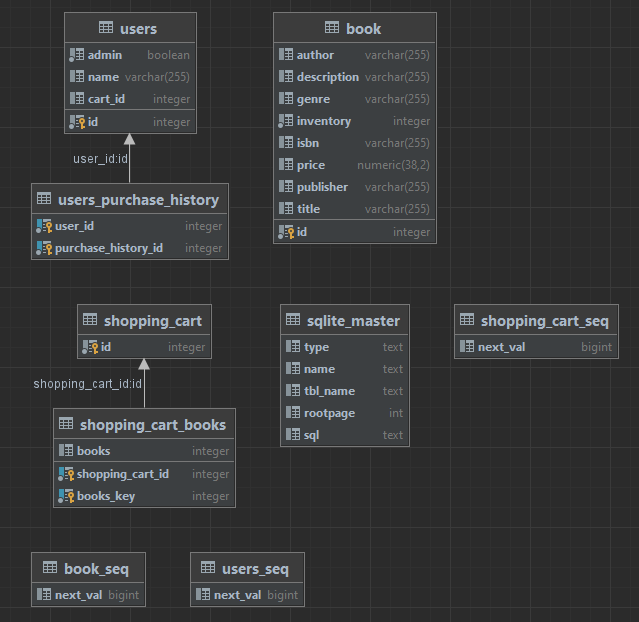 users
admin boolean
name varchar(255)
cart_id integer
id integer
book
author varchar(255)
description varchar(255)
genre varchar(255)
inventory integer
isbn varchar(255)
price numeric(38,2)
publisher varchar(255)
title varchar(255)
id integer
user_id:id
users_purchase_history
user_id integer
purchase_history_id integer
shopping_cart
id integer
sqlite_master
type text
name text
tbl_name text
rootpage int
sql text
shopping_cart_seq
next_val bigint
shopping_cart_id:id
shopping_cart_books
books integer
shopping_cart_id integer
books_key integer
book_seq
next_val bigint
users_seq
next_val bigint